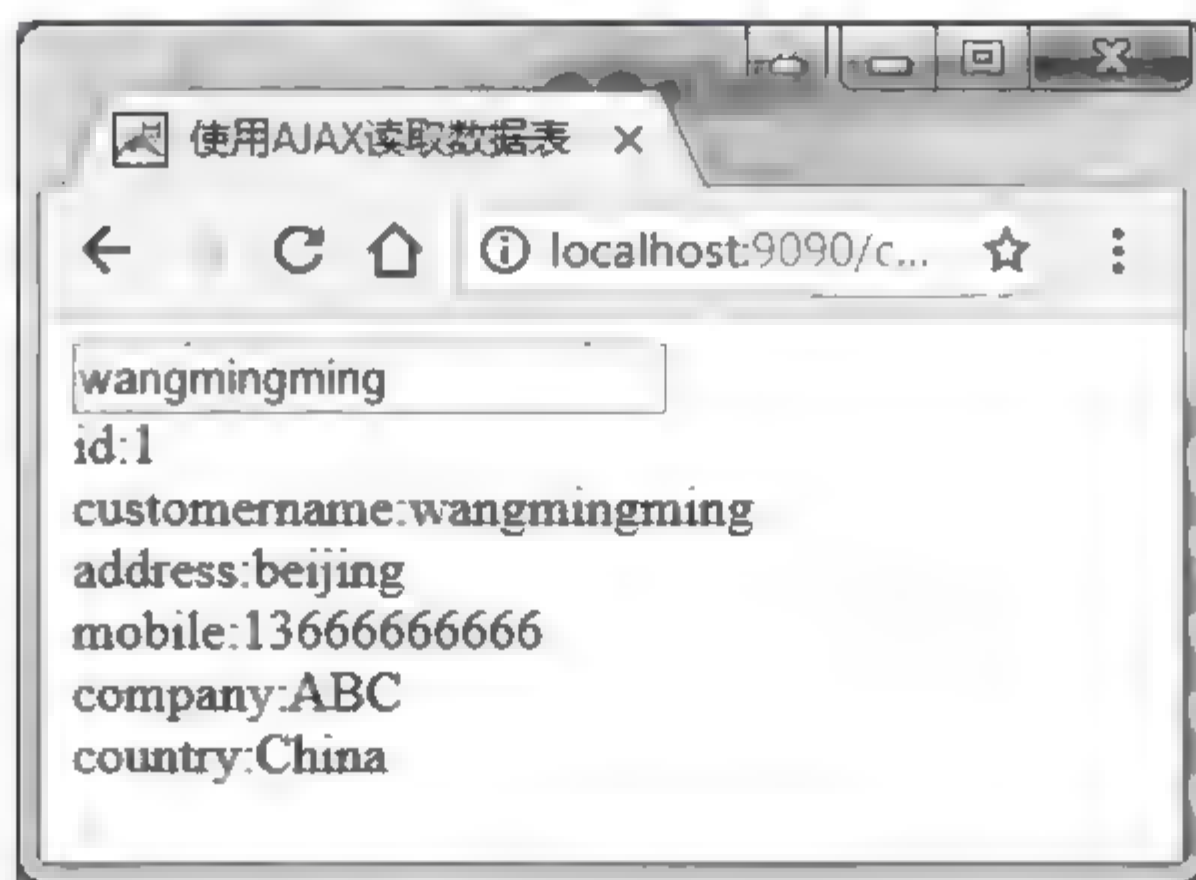 使用AJAX读取数据表
localhost:9090/c...
wangmingming
id:1
customername:wangmingming
address:beijing
mobile:13666666666
company:ABC
country:China